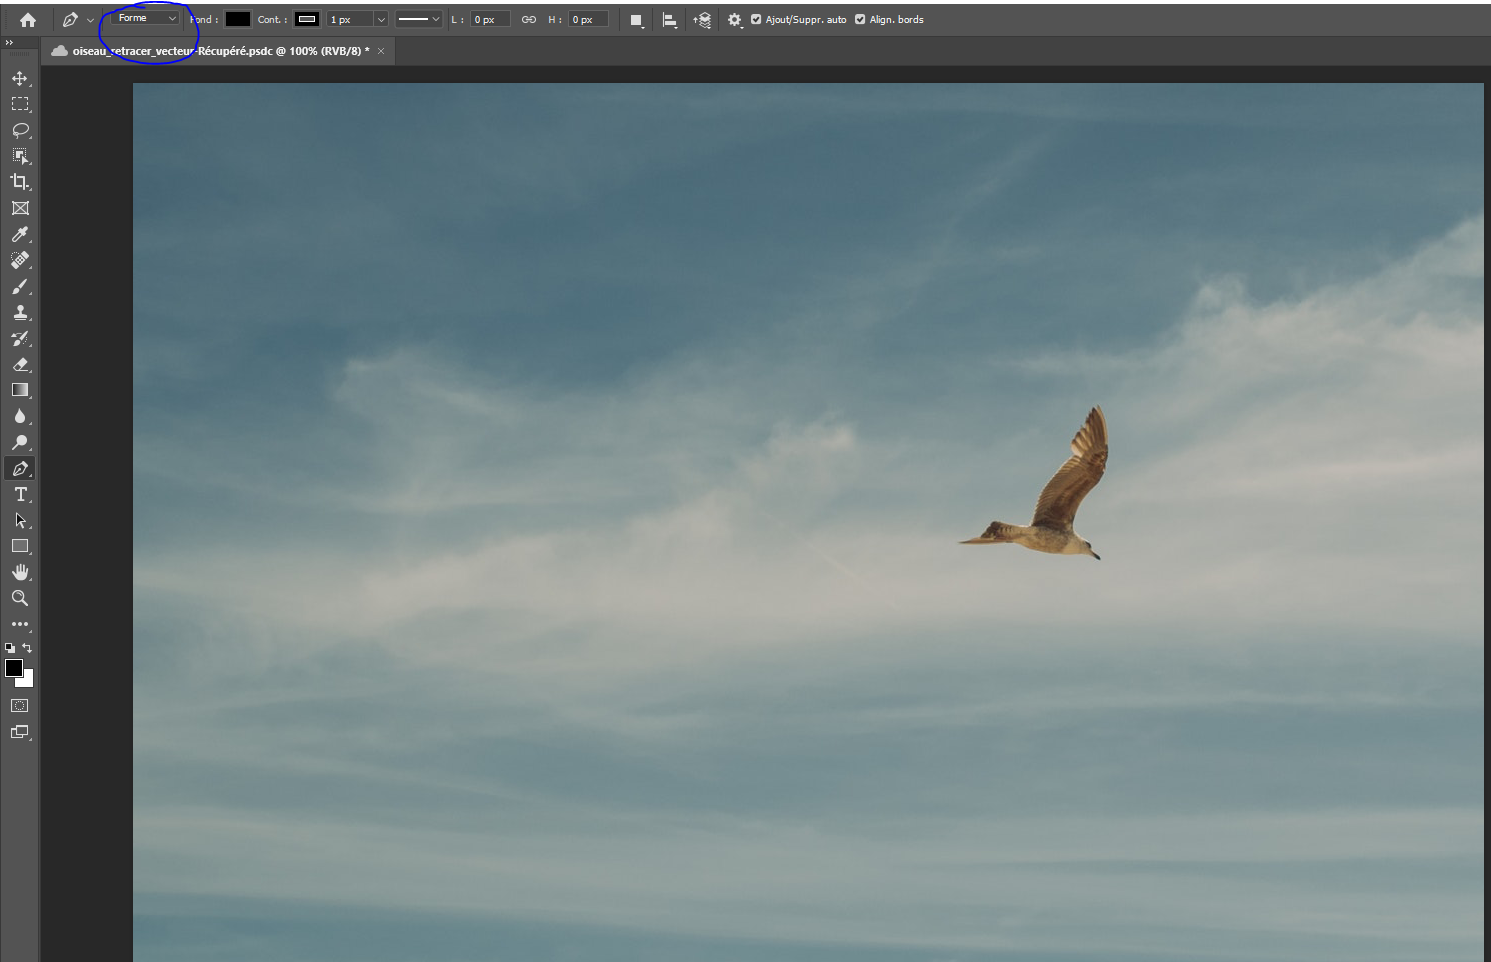 Forme Fond : Cont. : 1 px L : 0 px H : 0 px Ajout/Suppr. auto Align. bords
oiseau_retracer_vecteur-Récupéré.psdc @ 100% (RVB/8) * ×